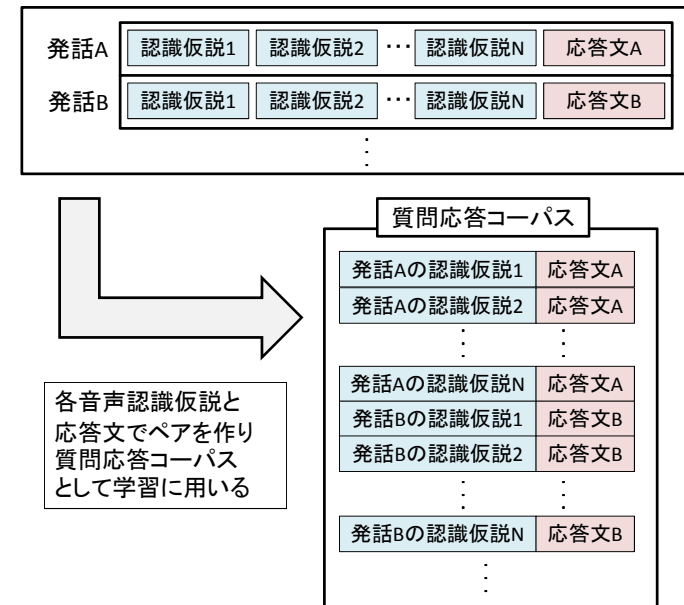 発話A 認識仮説1 認識仮説2 ⋯ 認識仮説N 応答文A
発話B 認識仮説1 認識仮説2 ⋯ 認識仮説N 応答文B
⋮
質問応答コーパス
発話Aの認識仮説1 応答文A
発話Aの認識仮説2 応答文A
⋮ ⋮
発話Aの認識仮説N 応答文A
発話Bの認識仮説1 応答文B
発話Bの認識仮説2 応答文B
⋮ ⋮
発話Bの認識仮説N 応答文B
⋮
各音声認識仮説と
応答文でペアを作り
質問応答コーパス
として学習に用いる